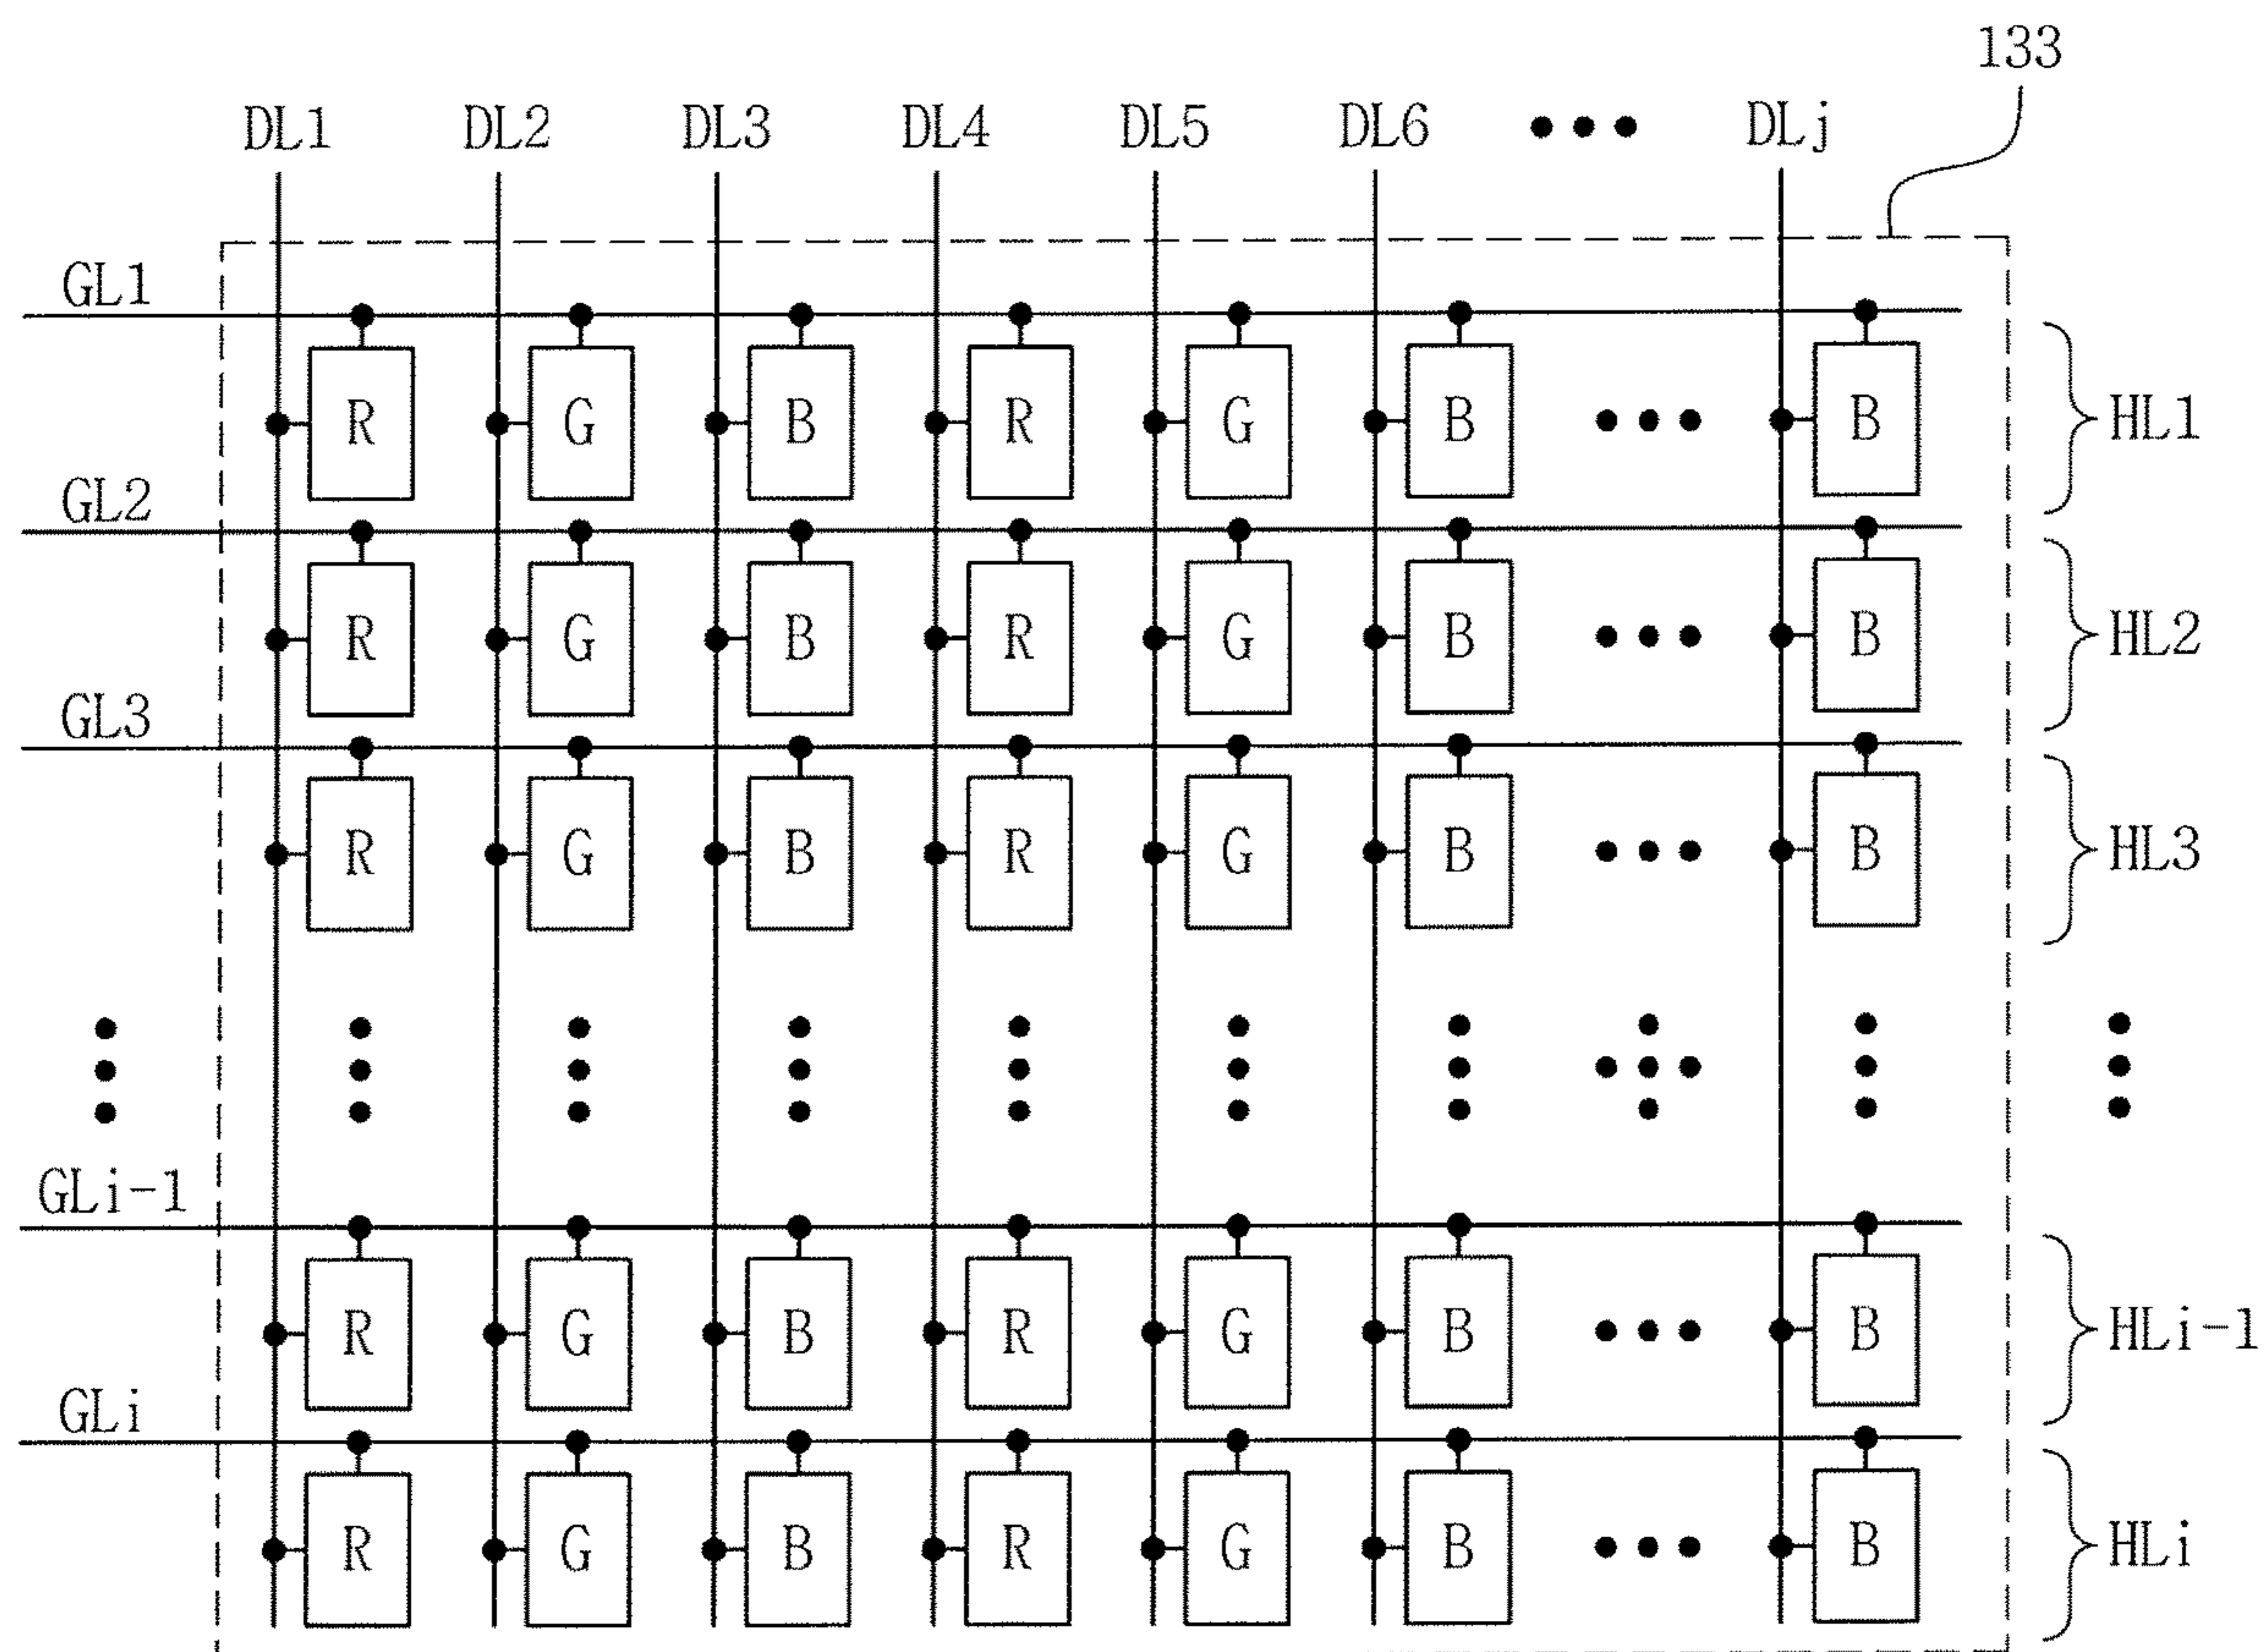 133
DL1 DL2 DL3 DL4 DL5 DL6 ••• DLj
GL1
R G B R G B ••• B HL1
GL2
R G B R G B ••• B HL2
GL3
R G B R G B ••• B HL3
GLi-1
R G B R G B ••• B HLi-1
GLi
R G B R G B ••• B HLi